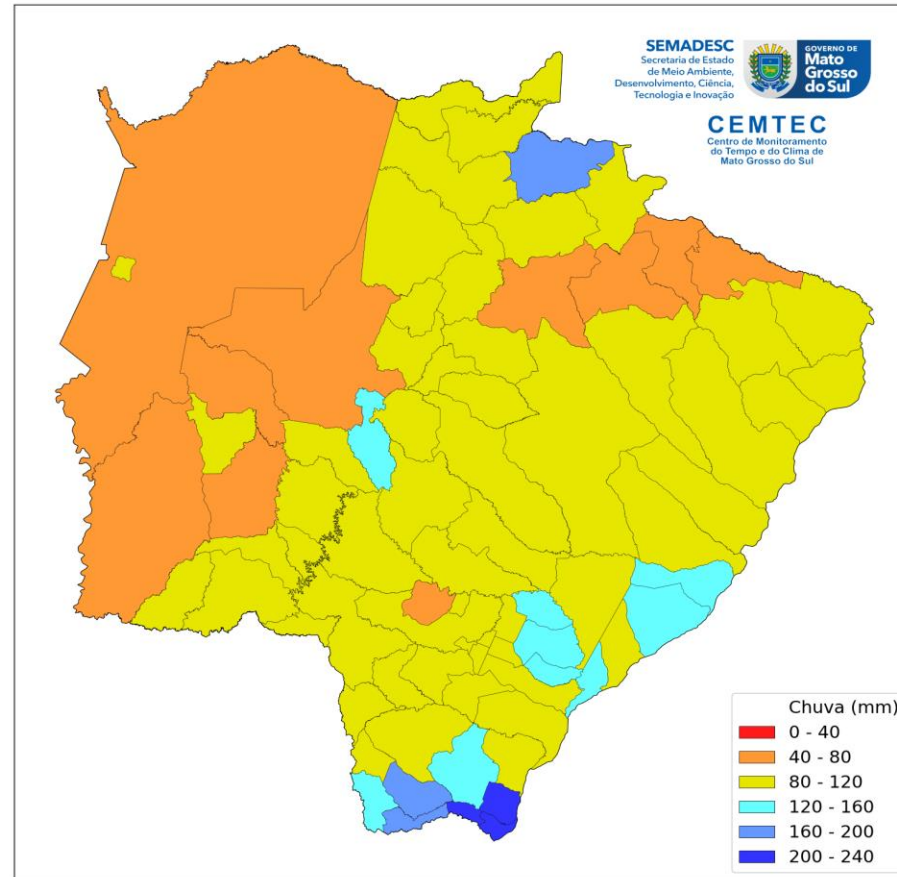 SEMADESC
Secretaria de Estado
de Meio Ambiente,
Desenvolvimento, Ciência,
Tecnologia e Inovação
GOVERNO DE
Mato
Grosso
do Sul
CEMTEC
Centro de Monitoramento
do Tempo e do Clima de
Mato Grosso do Sul
Chuva (mm)
0 - 40
40 - 80
80 - 120
120 - 160
160 - 200
200 - 240